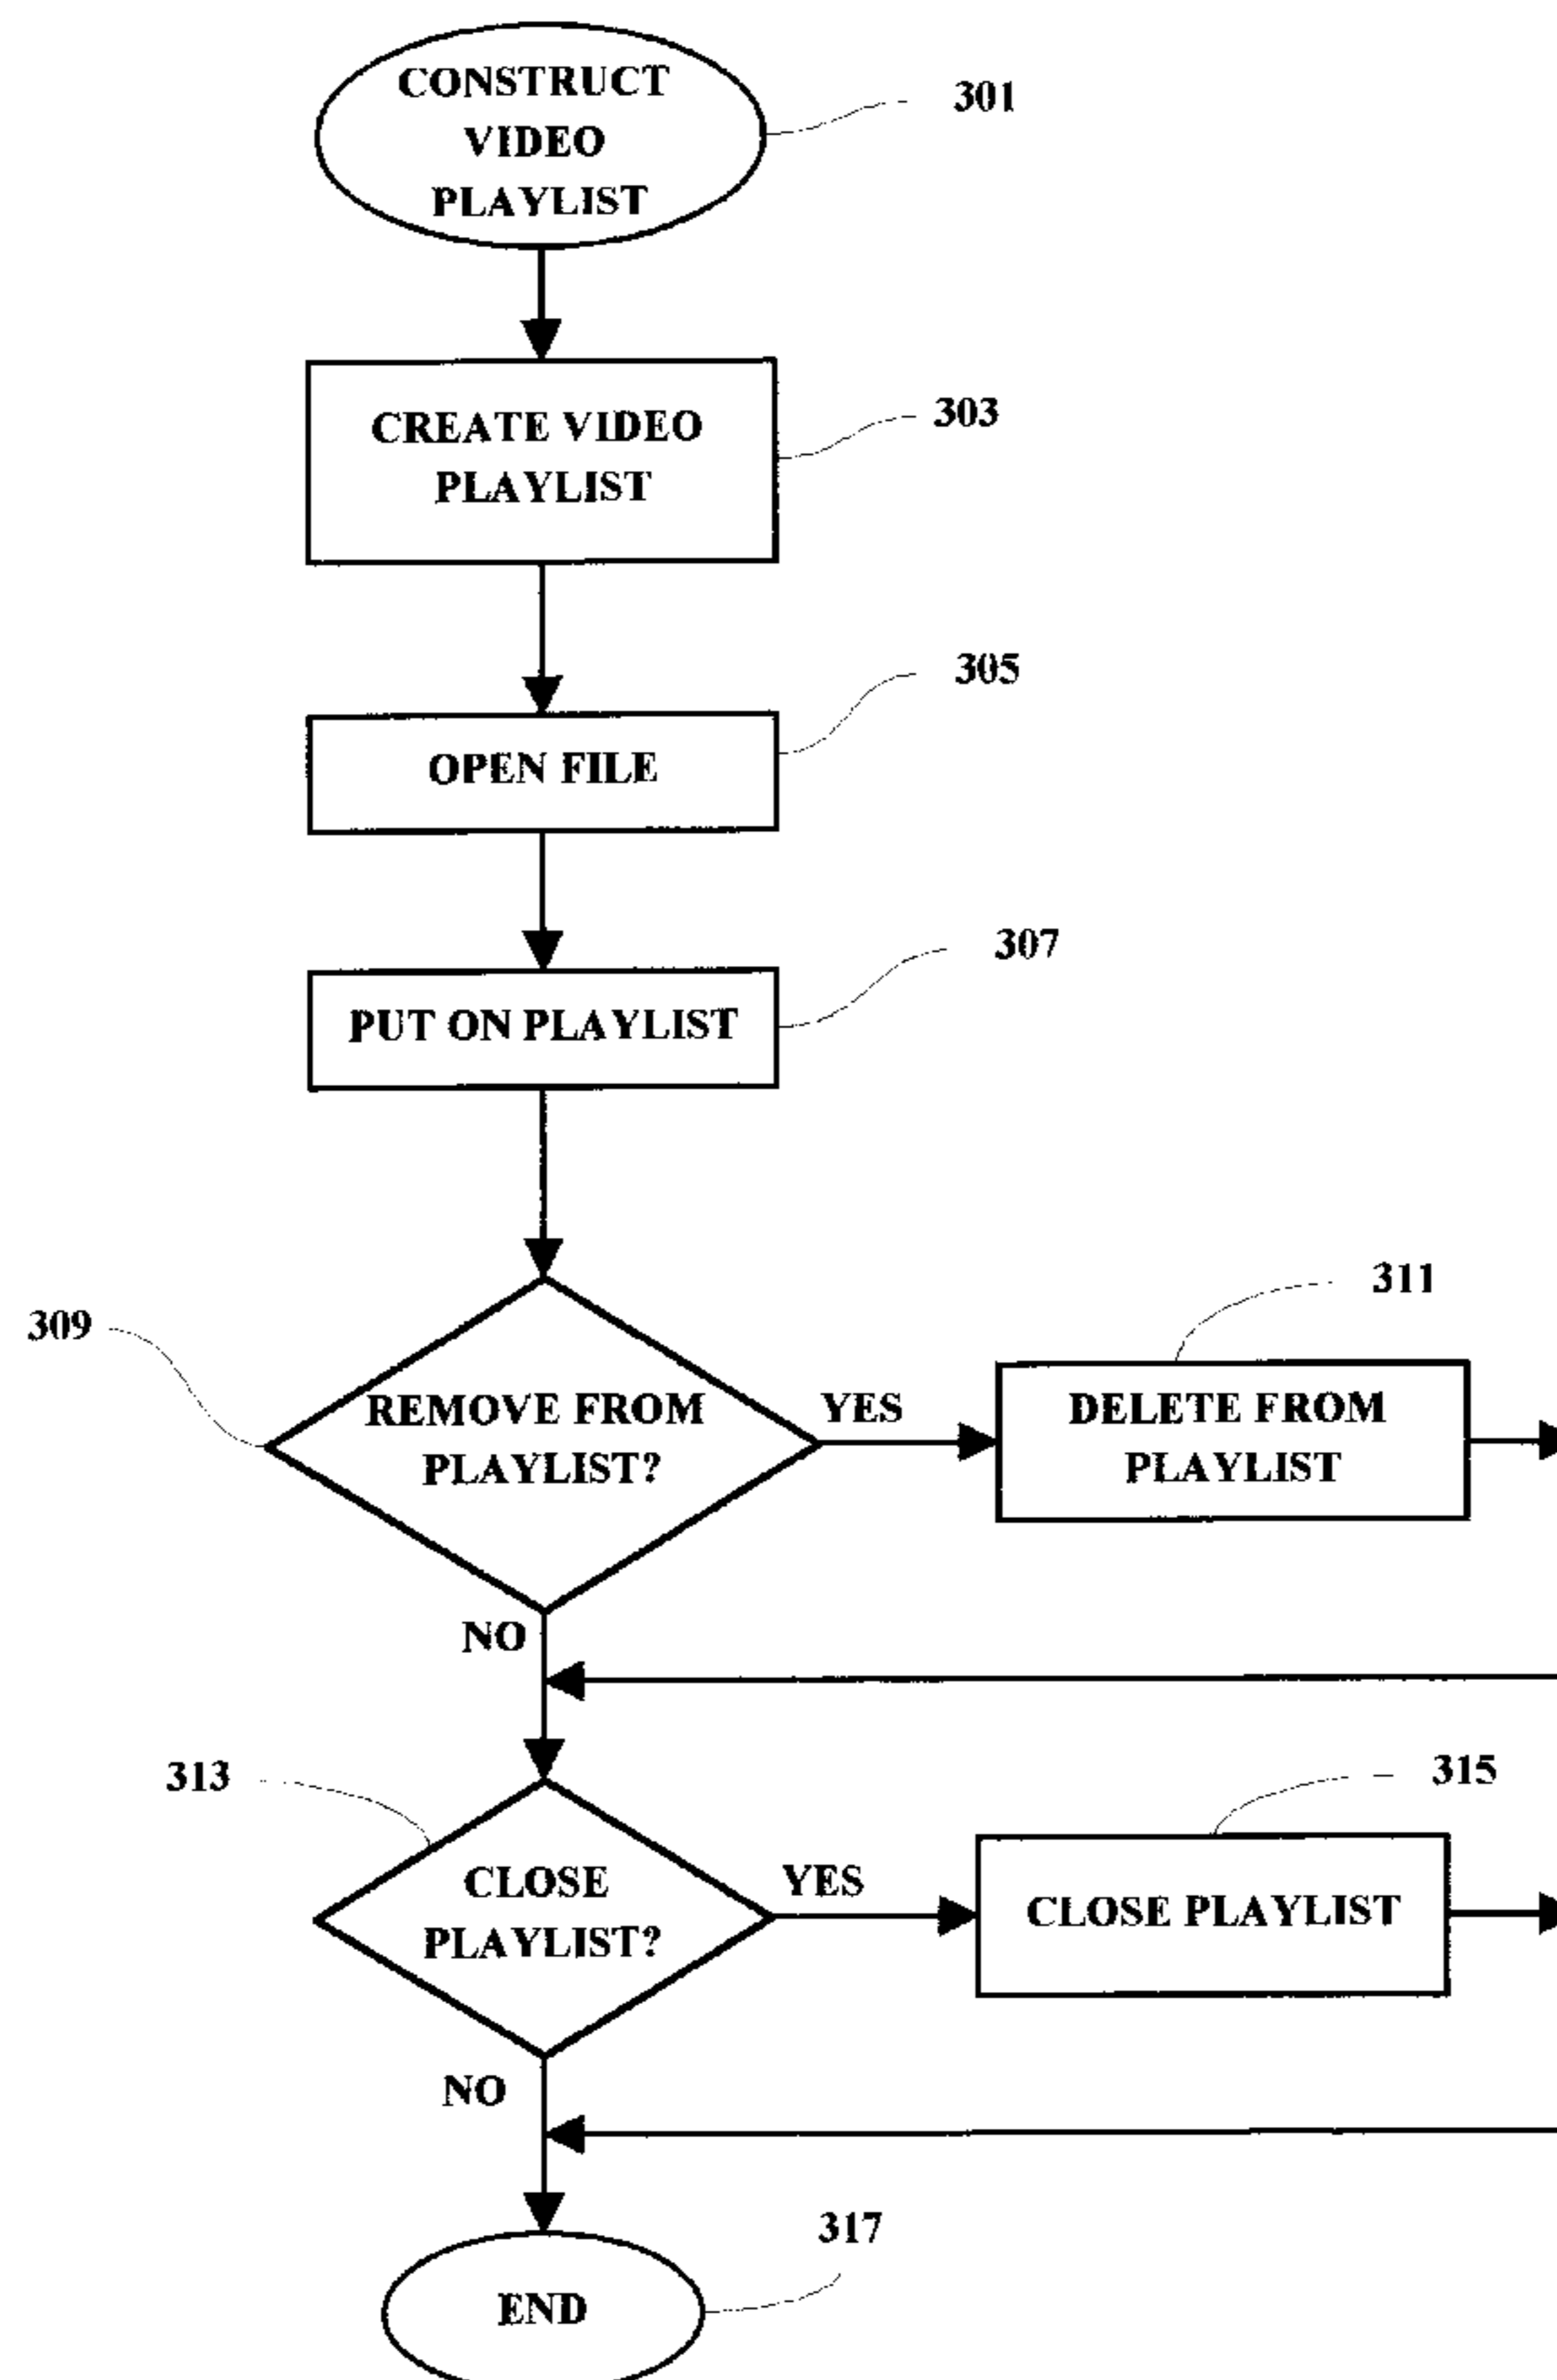 CONSTRUCT
VIDEO
PLAYLIST
301
CREATE VIDEO
PLAYLIST
303
OPEN FILE
305
PUT ON PLAYLIST
307
309
REMOVE FROM
PLAYLIST?
YES
311
DELETE FROM
PLAYLIST
NO
313
CLOSE
PLAYLIST?
YES
315
CLOSE PLAYLIST
NO
317
END